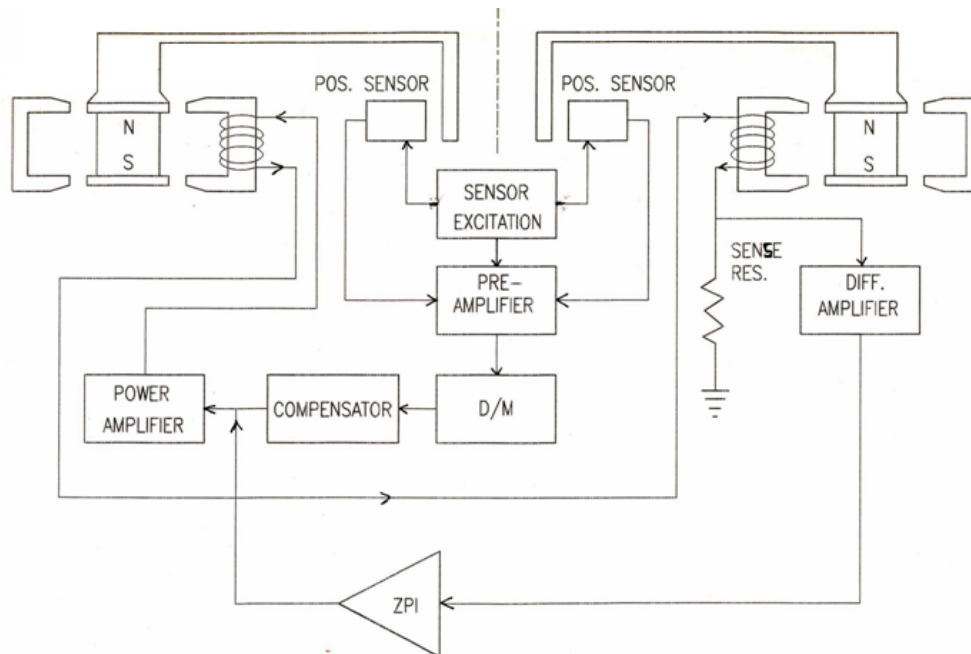 POS. SENSOR
POS. SENSOR
N
S
N
S
SENSOR
EXCITATION
SENSE
RES.
PRE-
AMPLIFIER
DIFF.
AMPLIFIER
POWER
AMPLIFIER
COMPENSATOR
D/M
ZPI